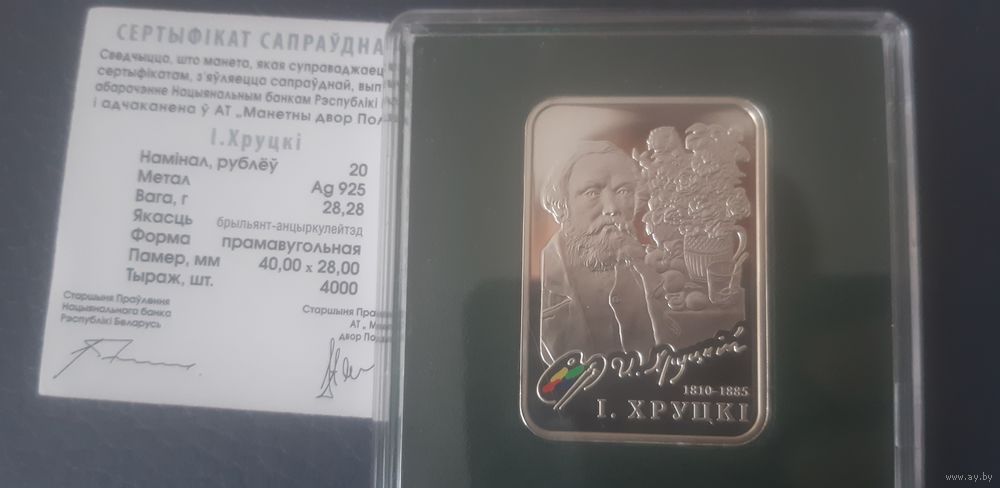 СЕРТЫФІКАТ САПРАЎДНА
Сведчыцца, што манета, якая суправаджаец
сертыфікатам, з'яўляецца сапраўднай, вып
абарачэнне Нацыянальным банкам Рэспублікі
і адчаканена ў АТ „Манетны двор Пол
І.Хруцкі
Намінал, рублёў 20
Метал Ag 925
Вага, г 28,28
Якасць брыльянт-анцыркулейтэд
Форма прамавугольная
Памер, мм 40,00 x 28,00
Тыраж, шт. 4000
Старшыня Праўлення
Нацыянальнага банка
Рэспублікі Беларусь
Старшыня Пра
АТ „ М
двор По
И. Хруцкій
1810-1885
І. ХРУЦКІ
www.ay.by